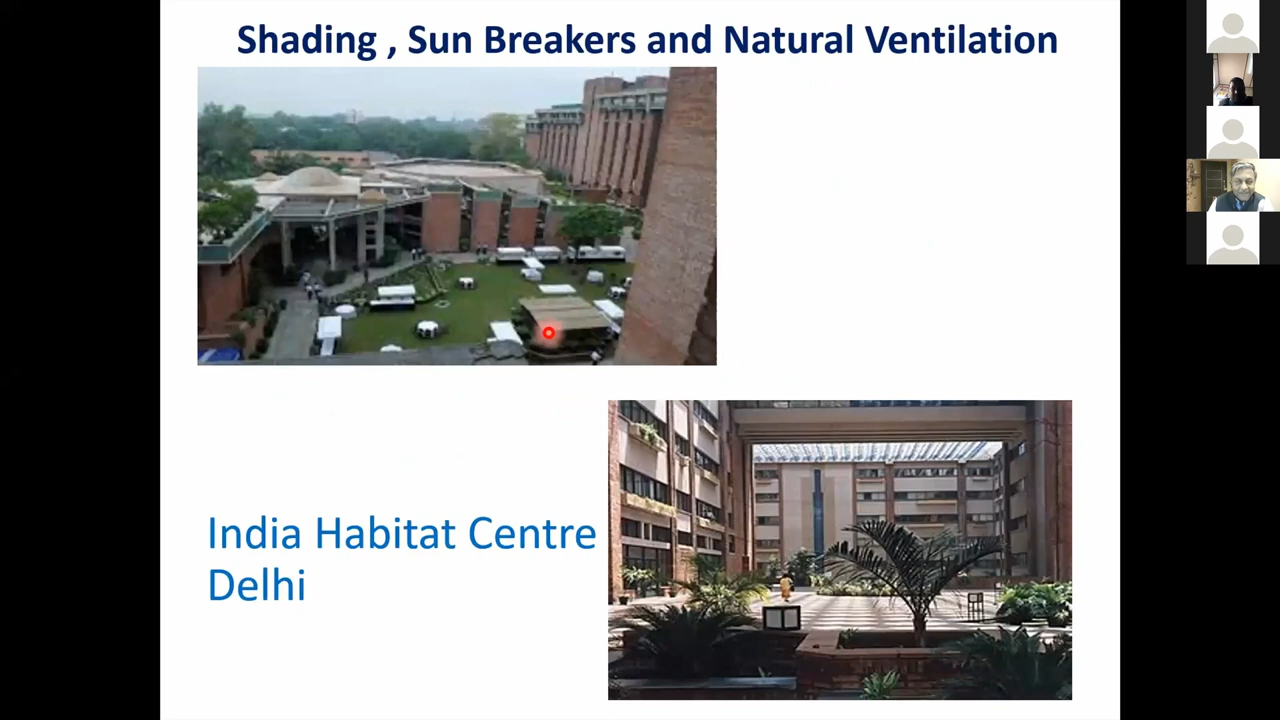 Shading , Sun Breakers and Natural Ventilation
India Habitat Centre
Delhi